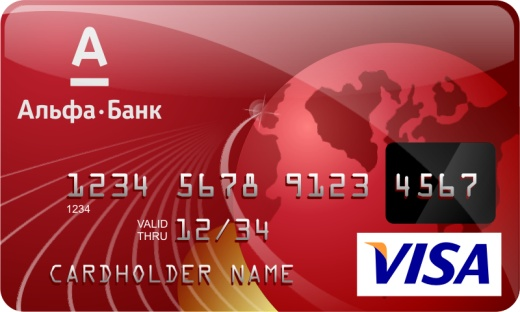 А
Альфа·Банк
1234 5678 9123 4567
1234
VALID THRU 12/34
CARDHOLDER NAME
VISA